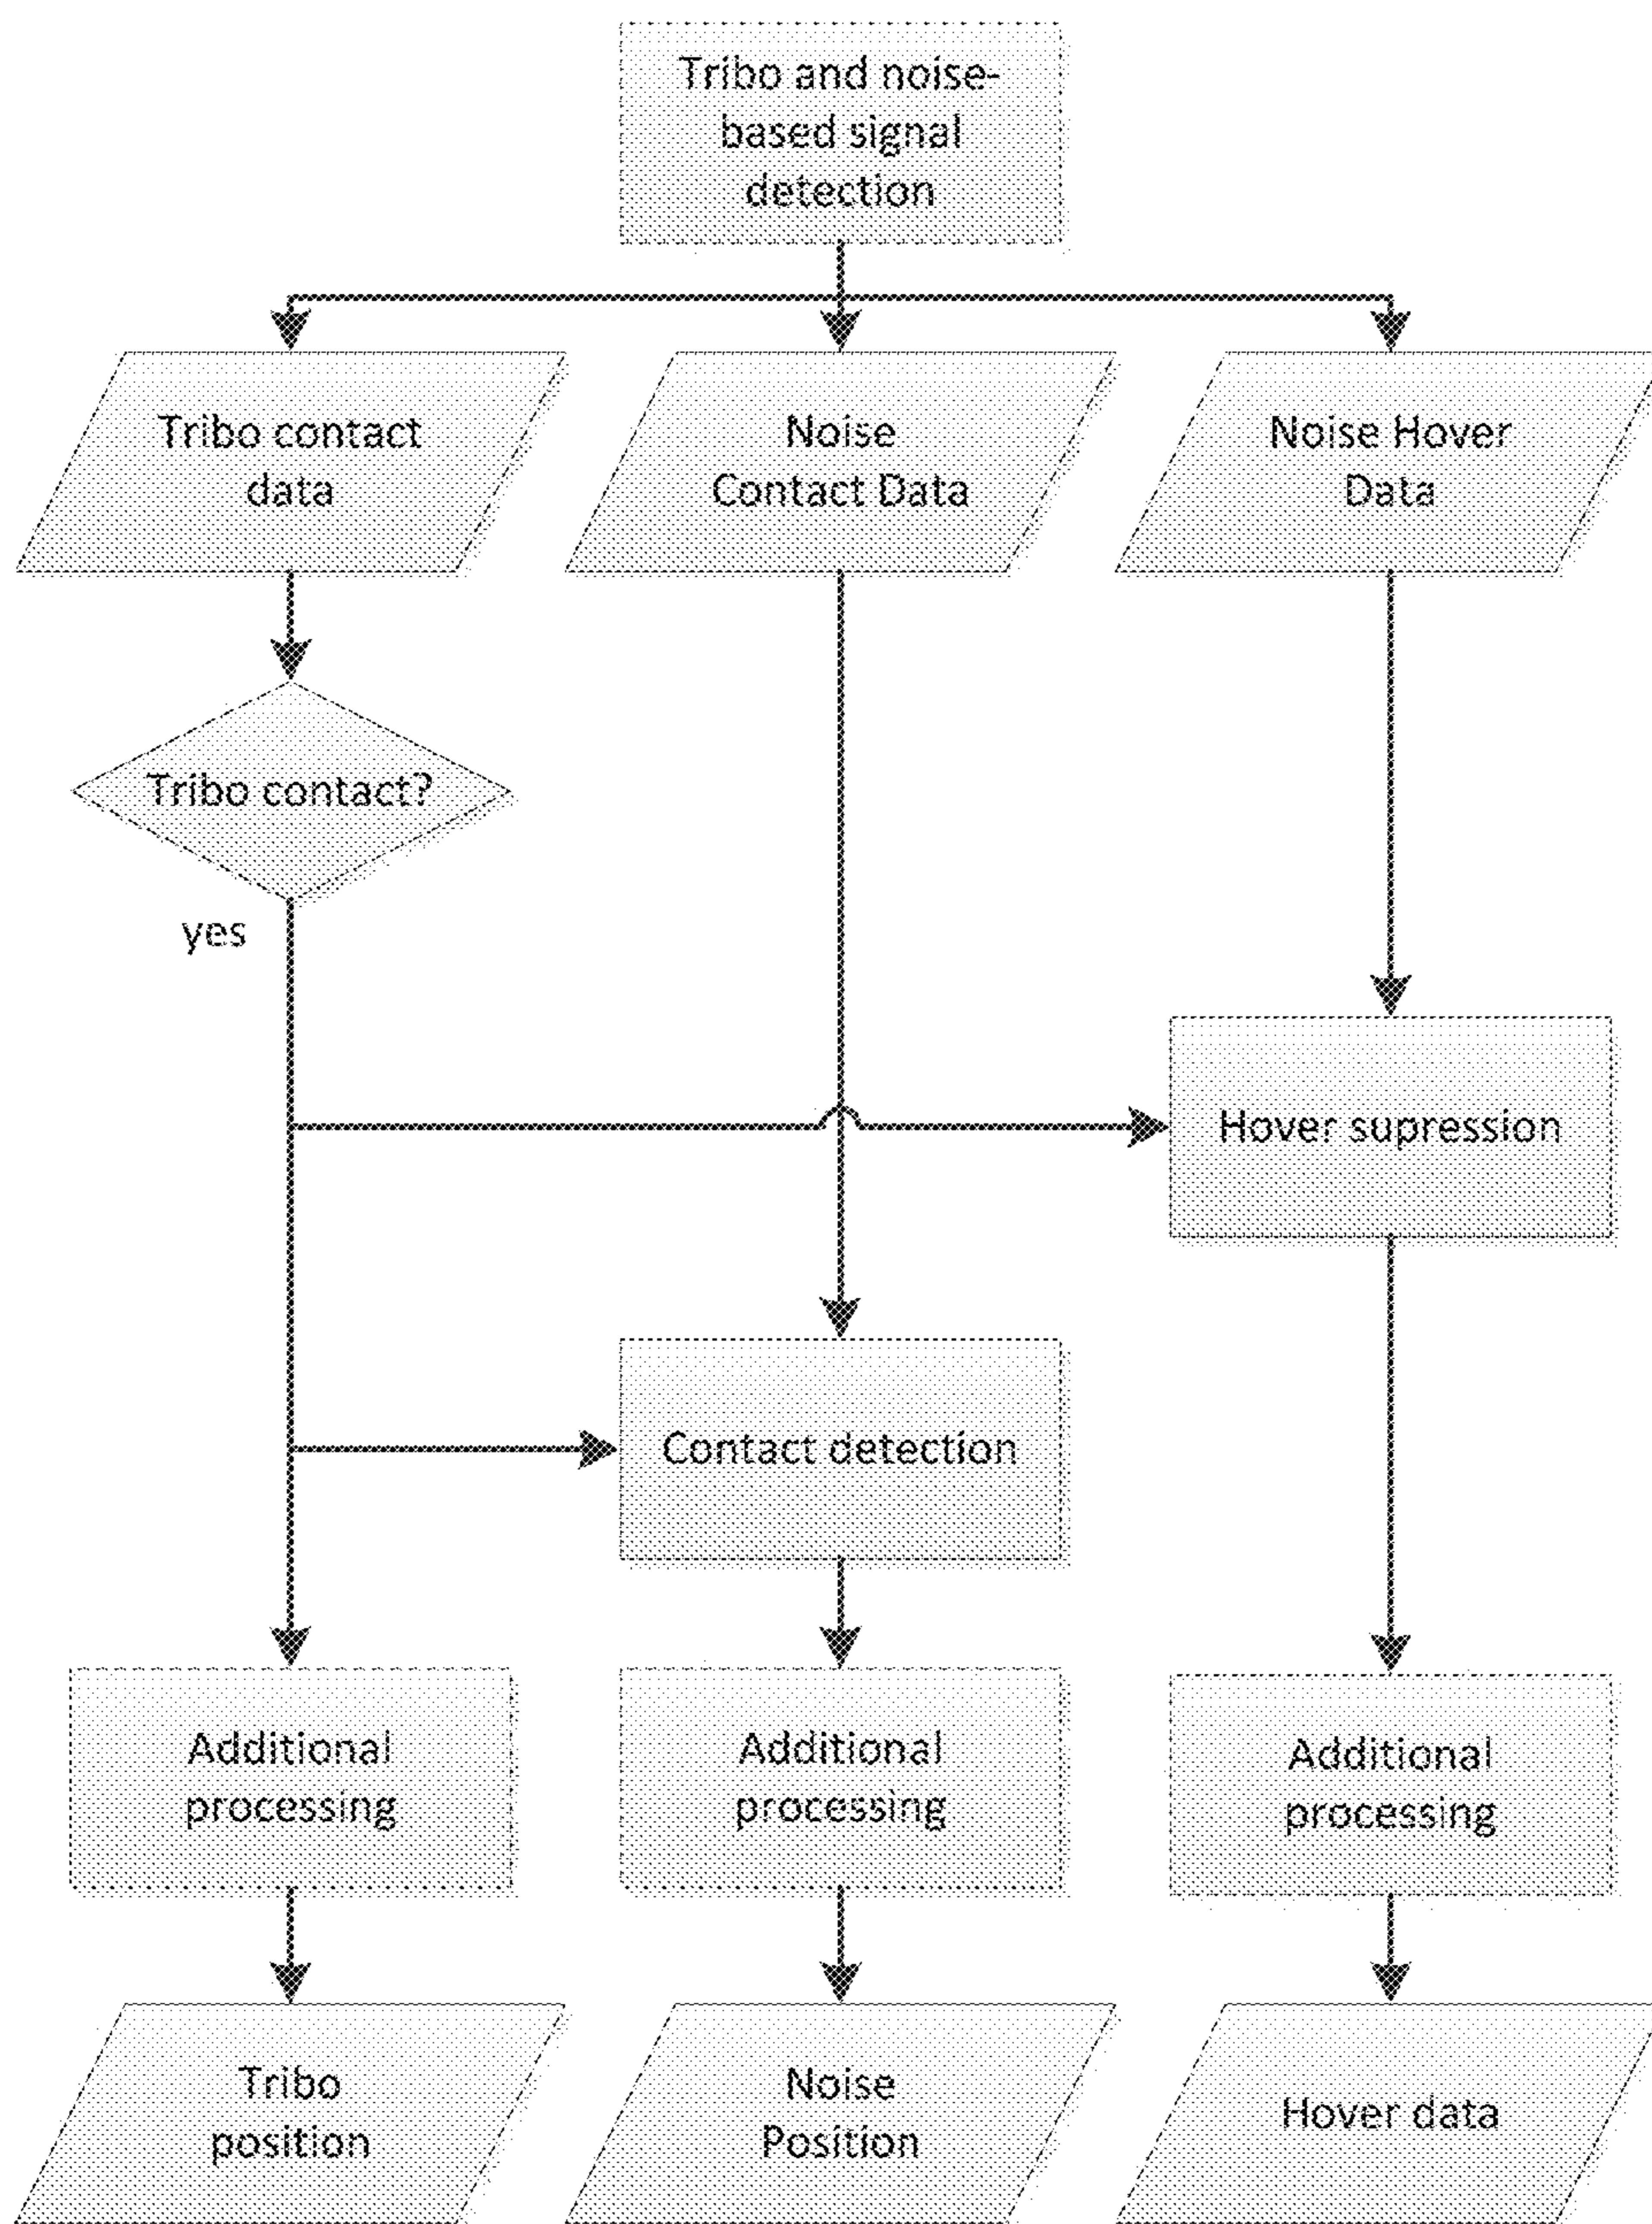 Tribo and noise-
based signal
detection
Tribo contact
data
Noise
Contact Data
Noise Hover
Data
Tribo contact?
yes
Hover supression
Contact detection
Additional
processing
Additional
processing
Additional
processing
Tribo
position
Noise
Position
Hover data